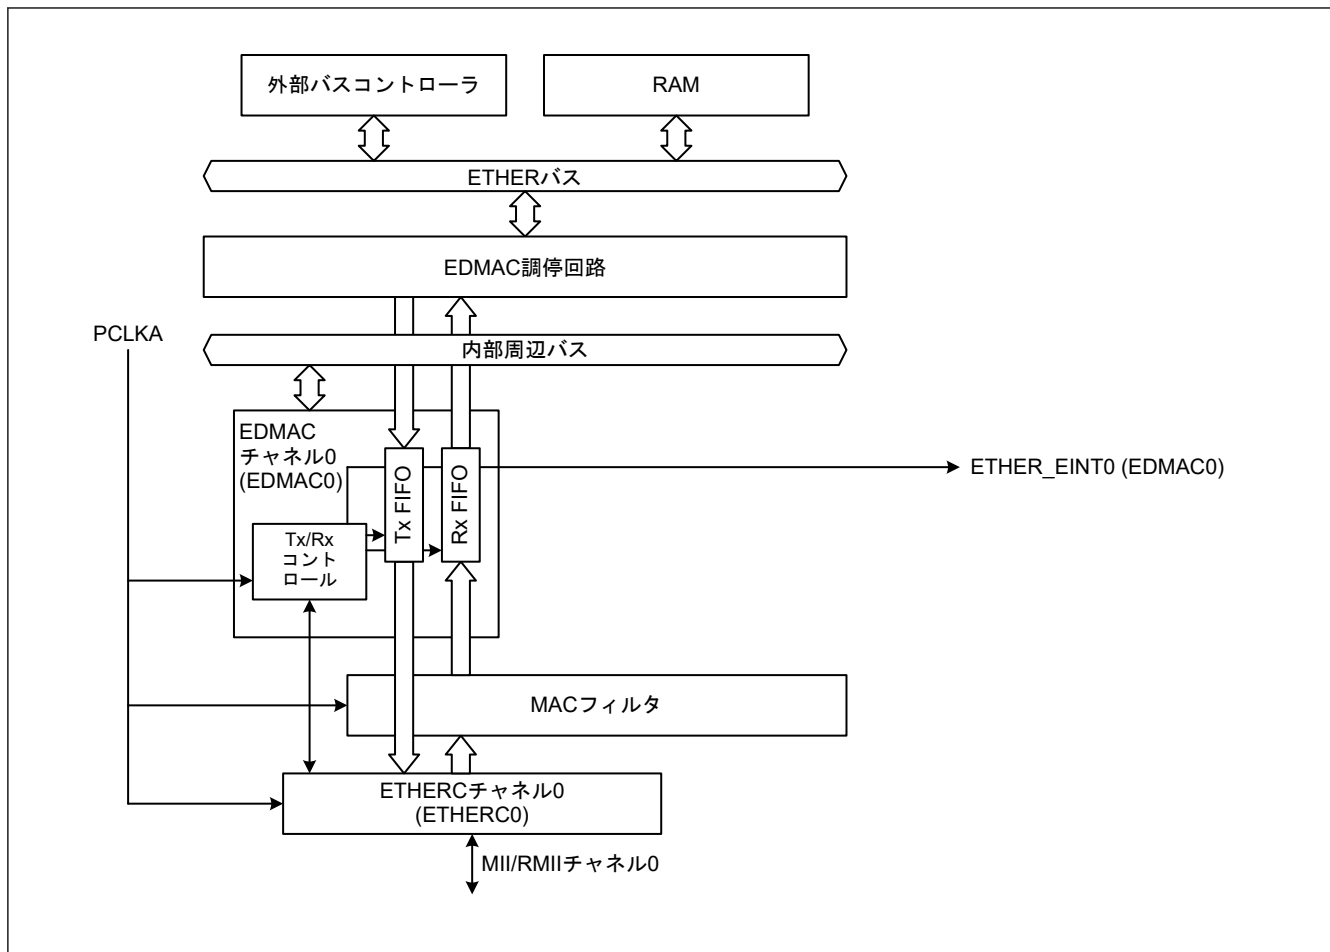 外部バスコントローラ
RAM
ETHERバス
EDMAC調停回路
PCLKA
内部周辺バス
EDMAC
チャネル0
(EDMAC0)
Tx FIFO
Rx FIFO
ETHER_EINT0 (EDMAC0)
Tx/Rx
コント
ロール
MACフィルタ
ETHERCチャネル0
(ETHERC0)
MII/RMIIチャネル0